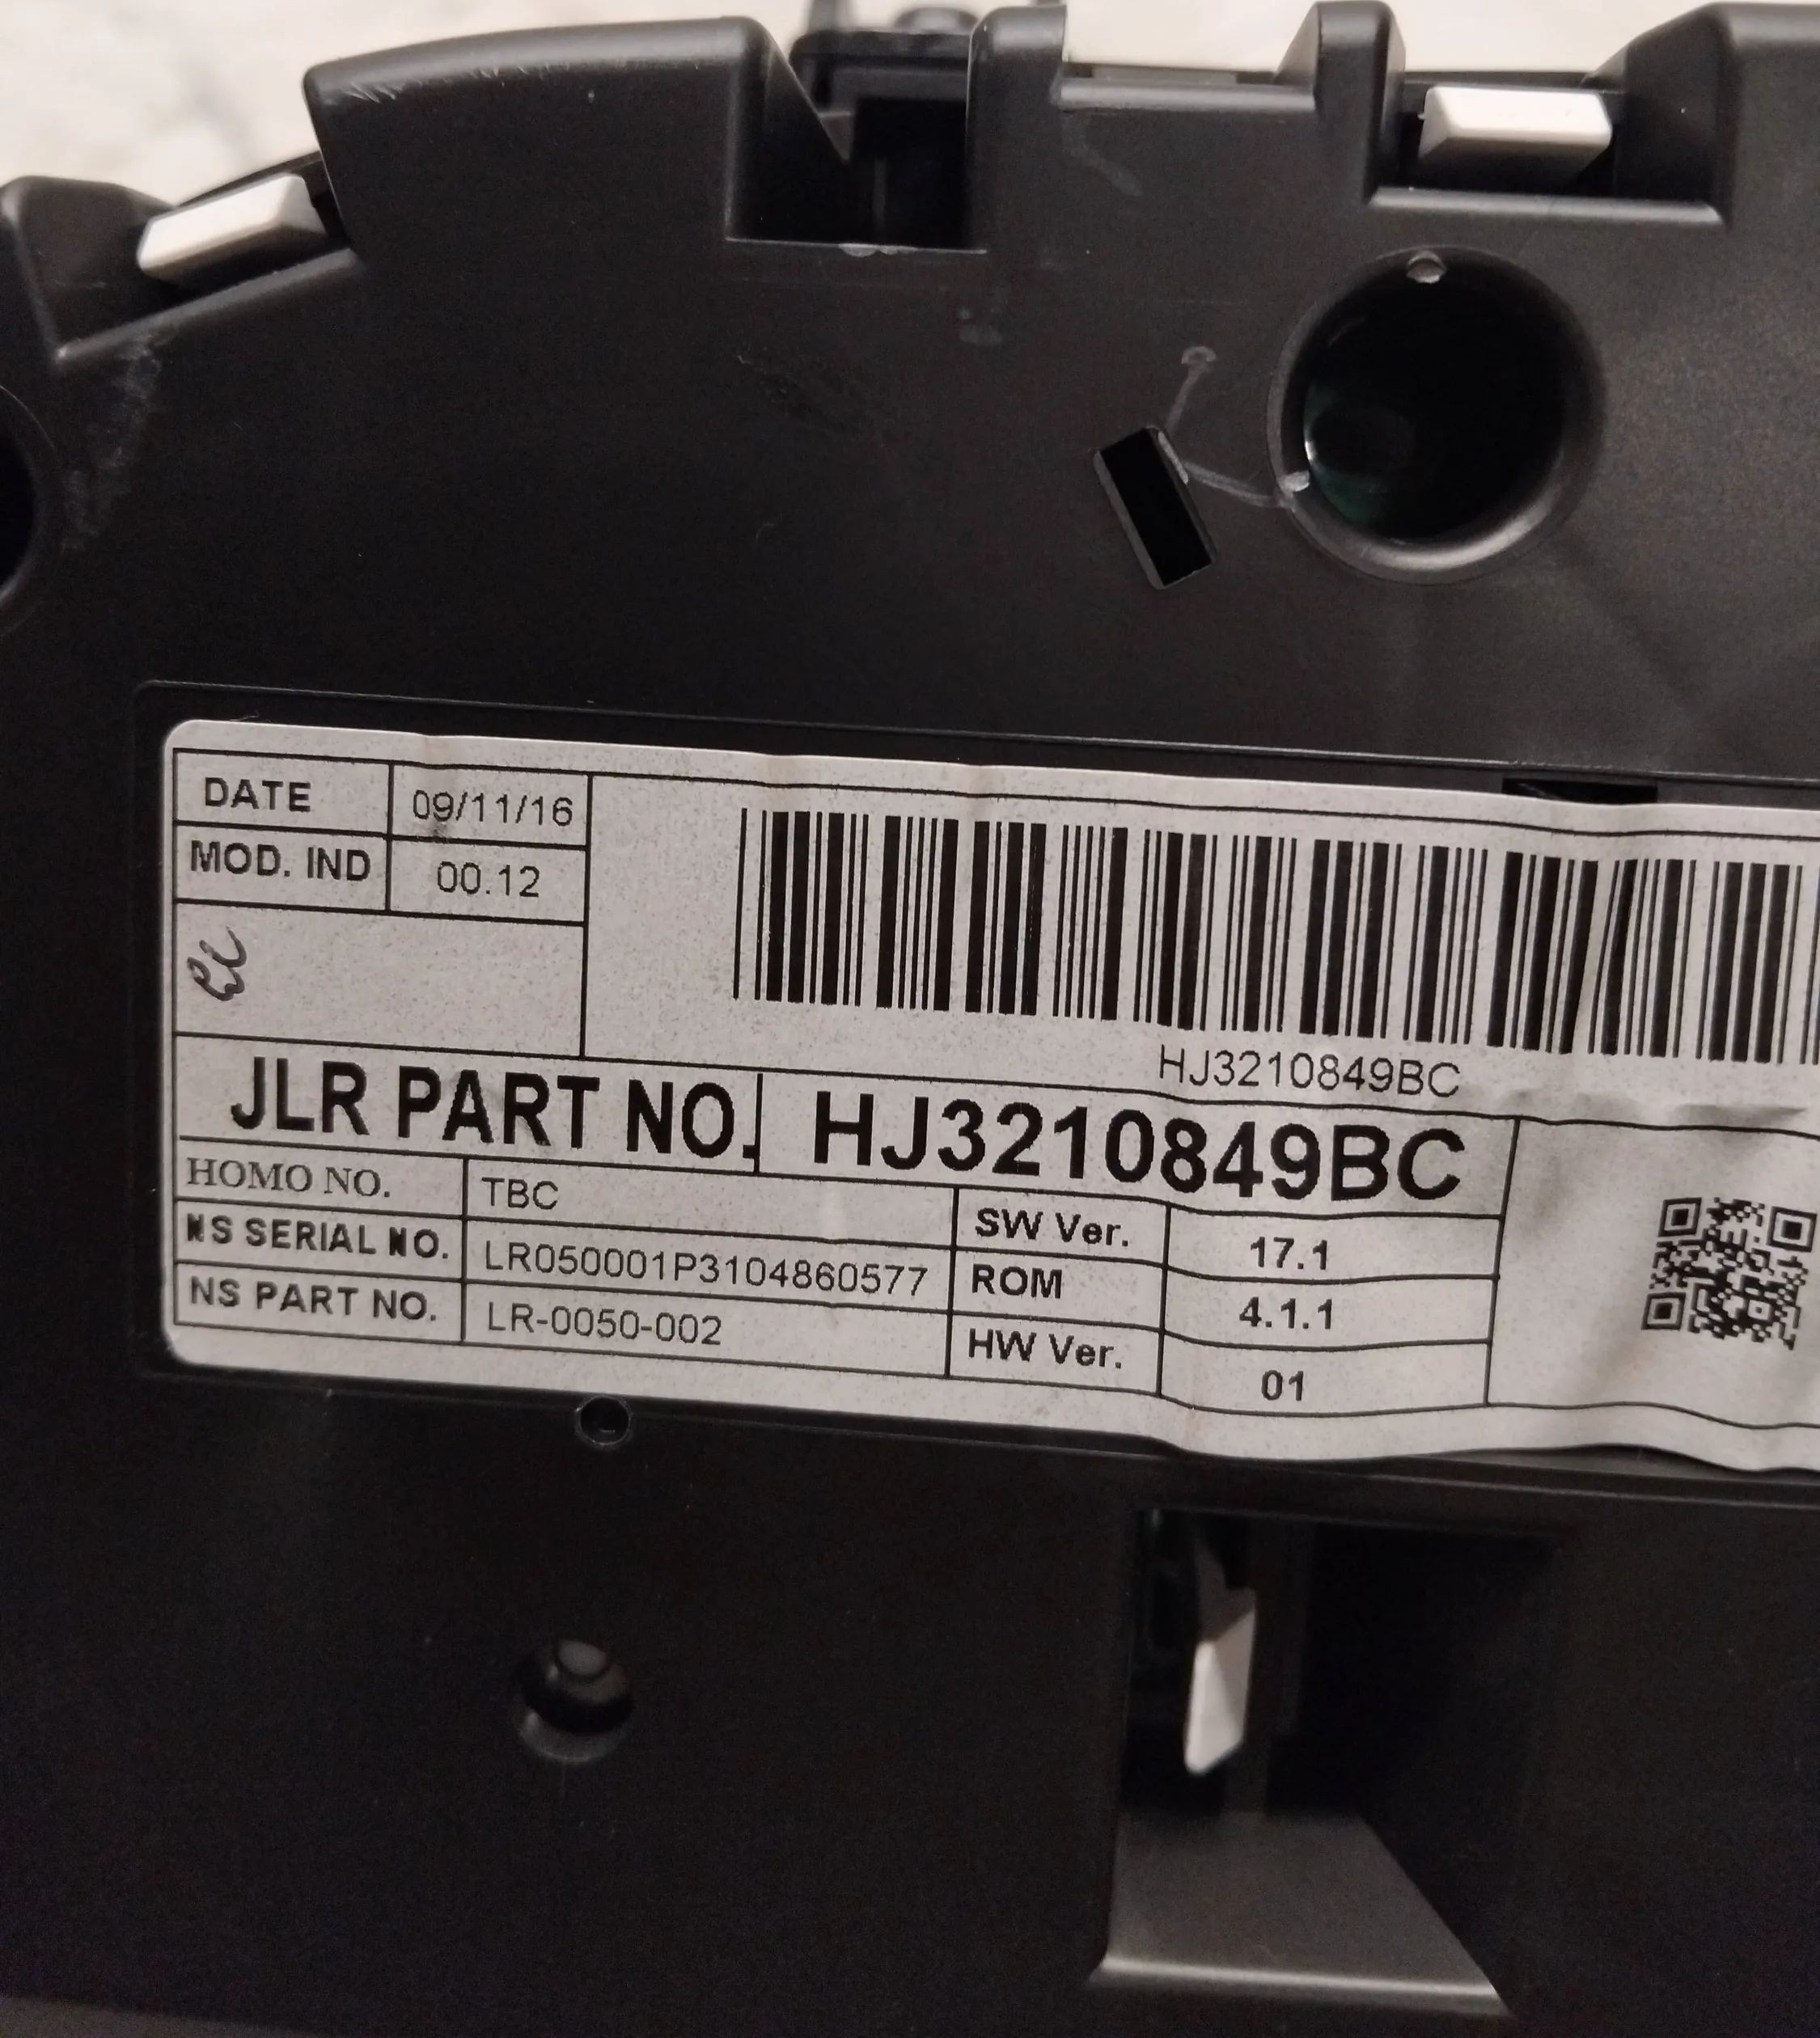 DATE 09/11/16
MOD. IND 00.12
HJ3210849BC
JLR PART NO. HJ3210849BC
HOMO NO. TBC
NS SERIAL NO. LR050001P3104860577
NS PART NO. LR-0050-002
SW Ver. 17.1
ROM 4.1.1
HW Ver. 01